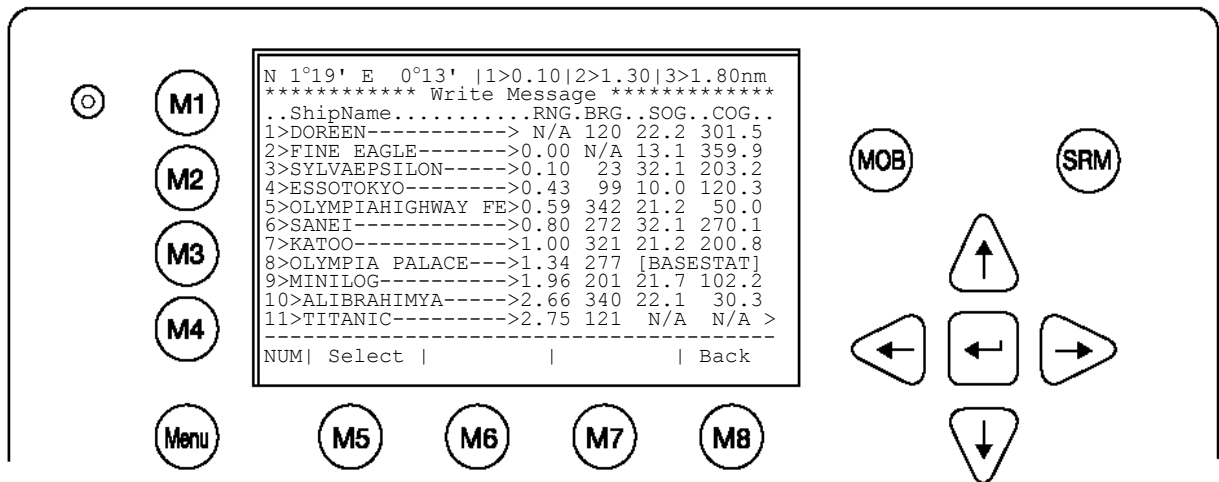 N 1°19' E  0°13' |1>0.10|2>1.30|3>1.80nm
************ Write Message *************
..ShipName...........RNG.BRG..SOG..COG..
1>DOREEN-----------> N/A 120 22.2 301.5
2>FINE EAGLE------->0.00 N/A 13.1 359.9
3>SYLVAEPSILON----->0.10  23 32.1 203.2
4>ESSOTOKYO-------->0.43  99 10.0 120.3
5>OLYMPIAHIGHWAY FE>0.59 342 21.2  50.0
6>SANEI------------>0.80 272 32.1 270.1
7>KATOO------------>1.00 321 21.2 200.8
8>OLYMPIA PALACE--->1.34 277 [BASESTAT]
9>MINILOG---------->1.96 201 21.7 102.2
10>ALIBRAHIMYA----->2.66 340 22.1  30.3
11>TITANIC--------->2.75 121  N/A  N/A >
----------------------------------------
NUM| Select |         |         | Back
M1
M2
M3
M4
Menu
M5
M6
M7
M8
MOB
SRM